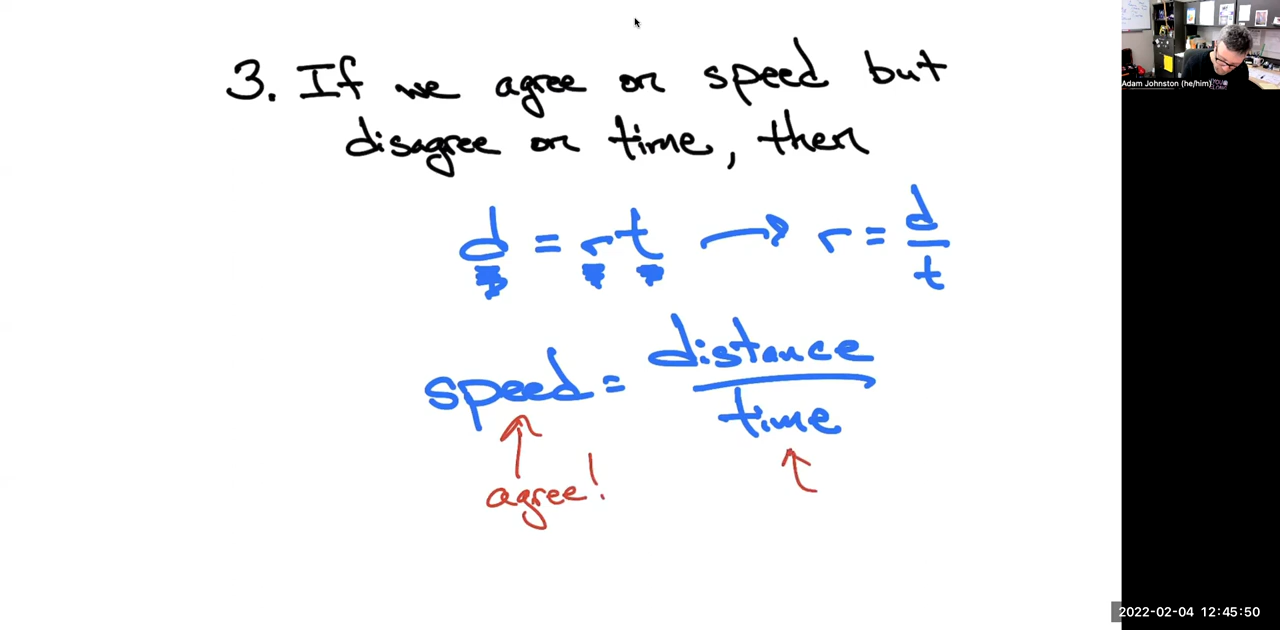 3. If we agree on speed but
disagree on time, then
d = rt → r = d/t
speed = distance/time
agree!
Adam Johnston (he/him)
2022-02-04 12:45:50